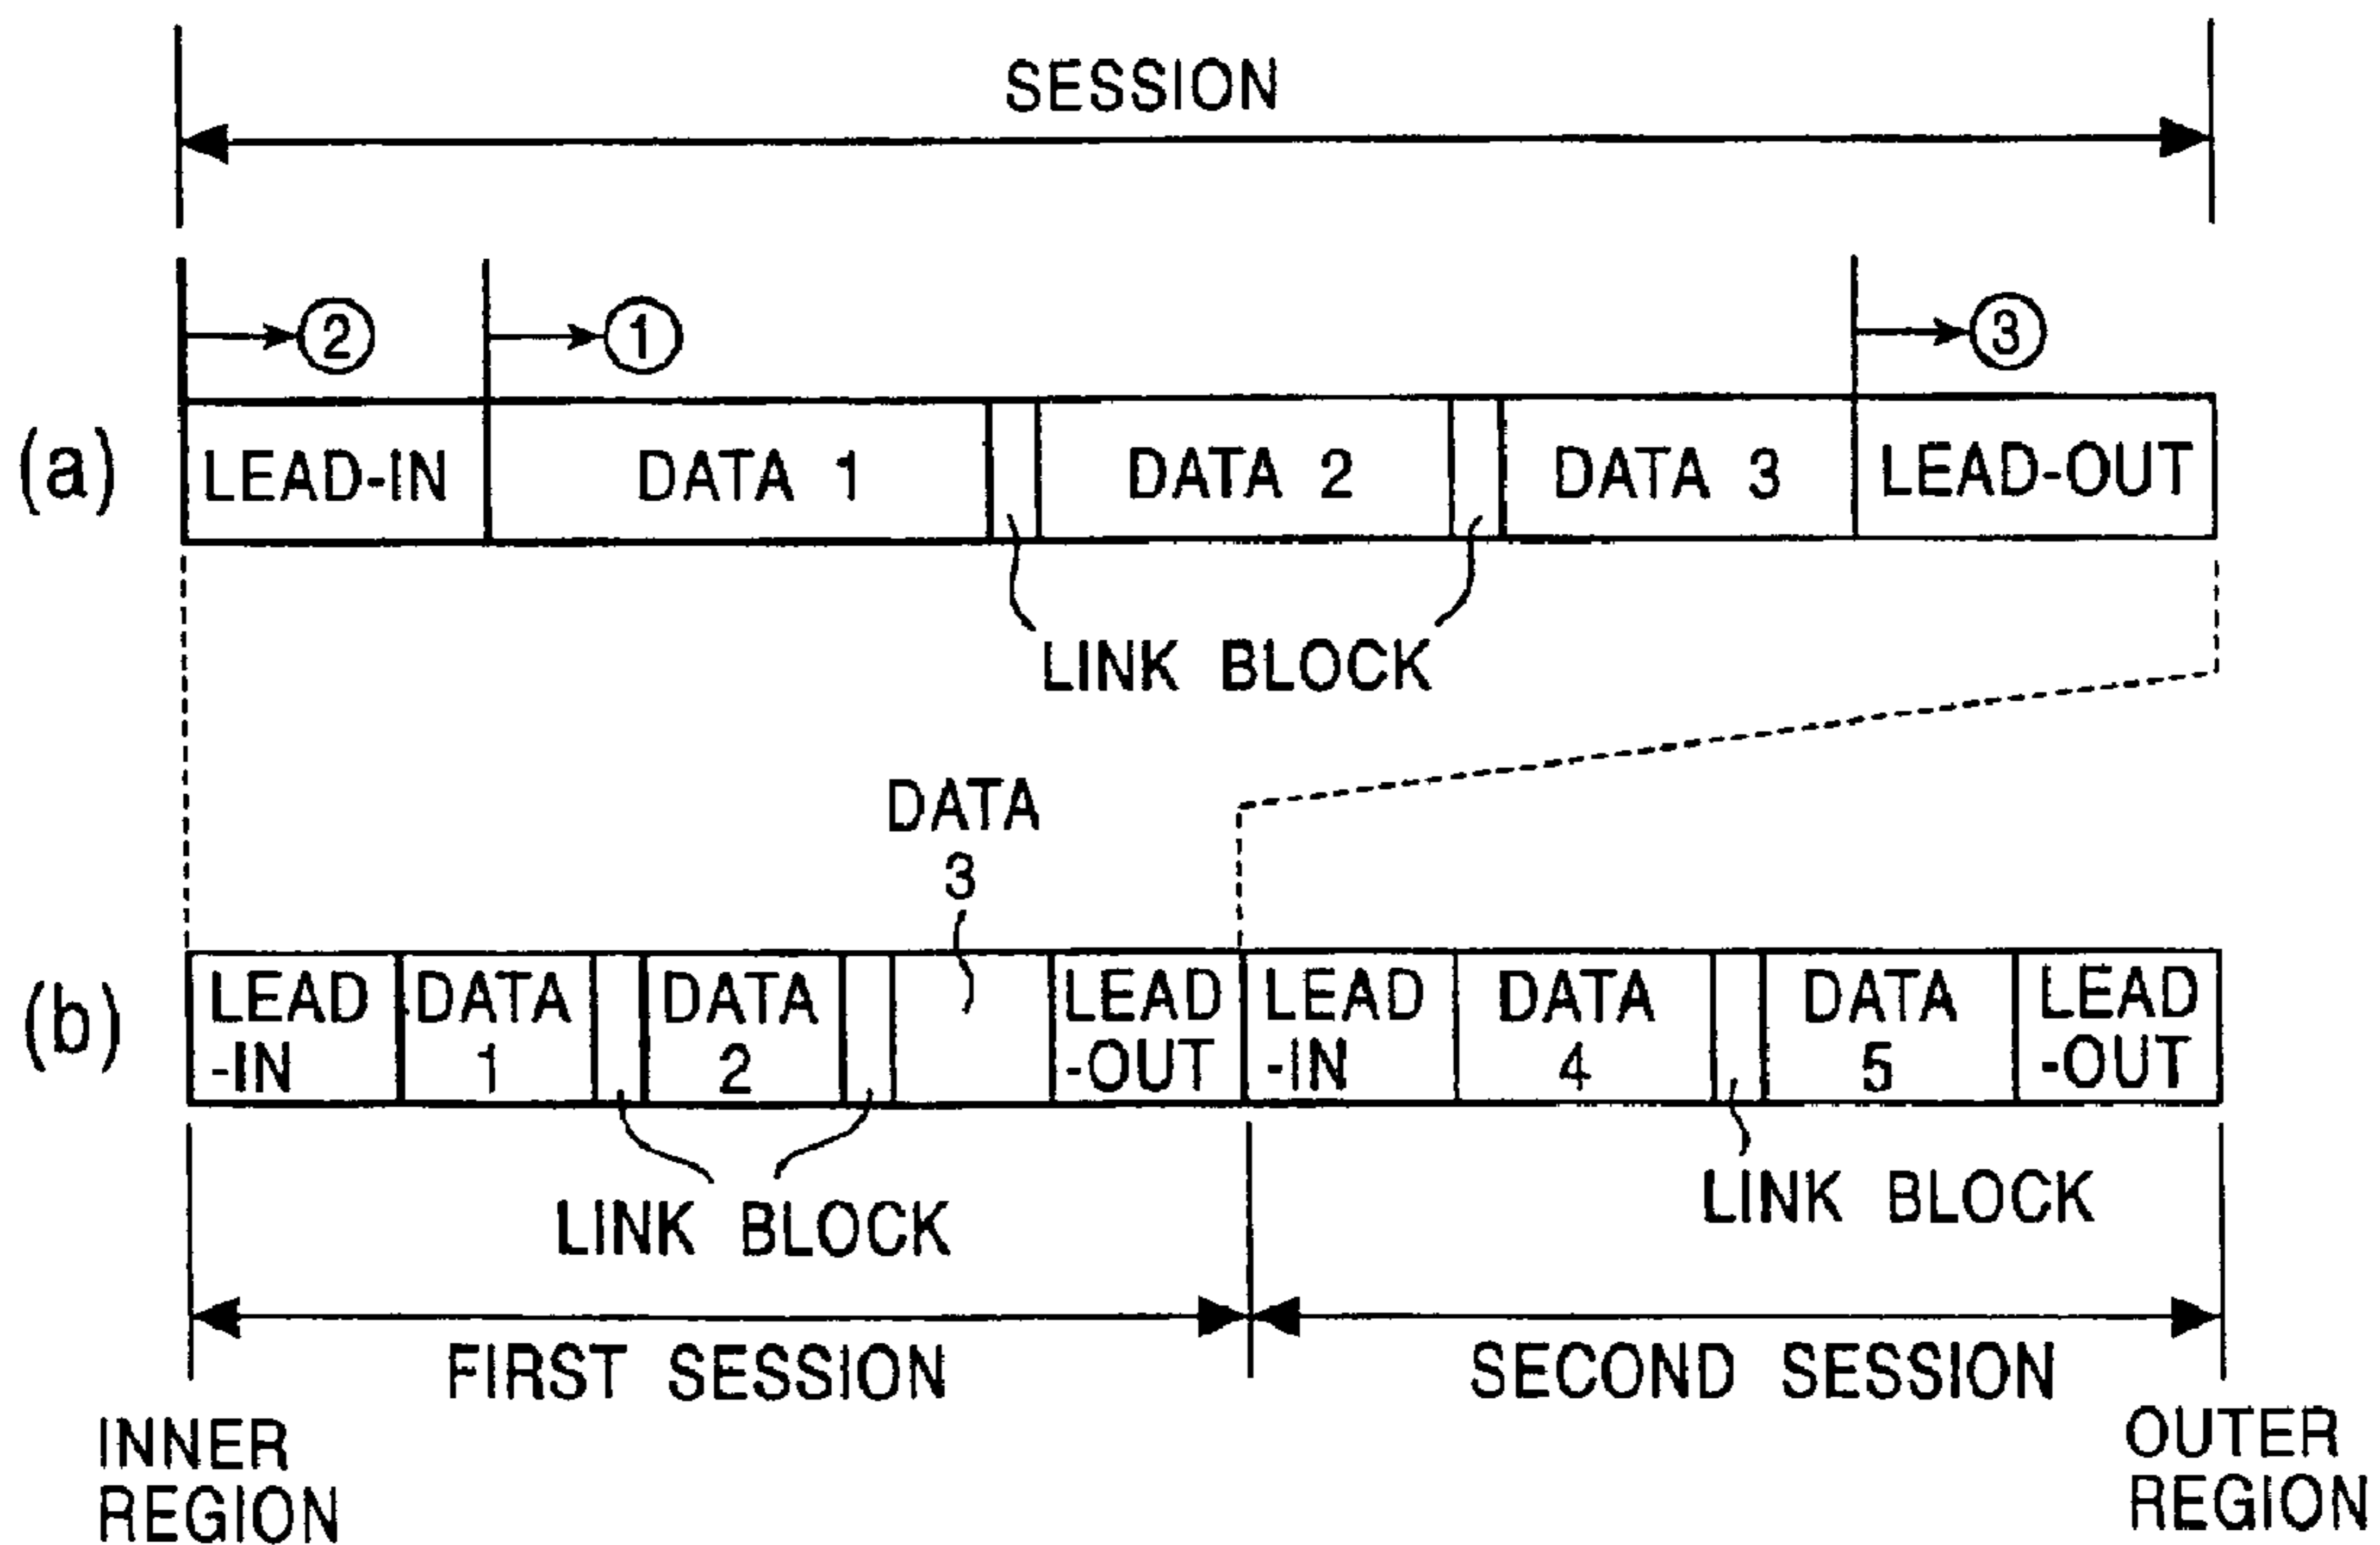 SESSION
② ① ③
(a) LEAD-IN DATA 1 DATA 2 DATA 3 LEAD-OUT
LINK BLOCK
DATA
3
(b) LEAD DATA DATA LEAD LEAD DATA DATA LEAD
-IN 1 2 -OUT -IN 4 5 -OUT
LINK BLOCK LINK BLOCK
FIRST SESSION SECOND SESSION
INNER OUTER
REGION REGION